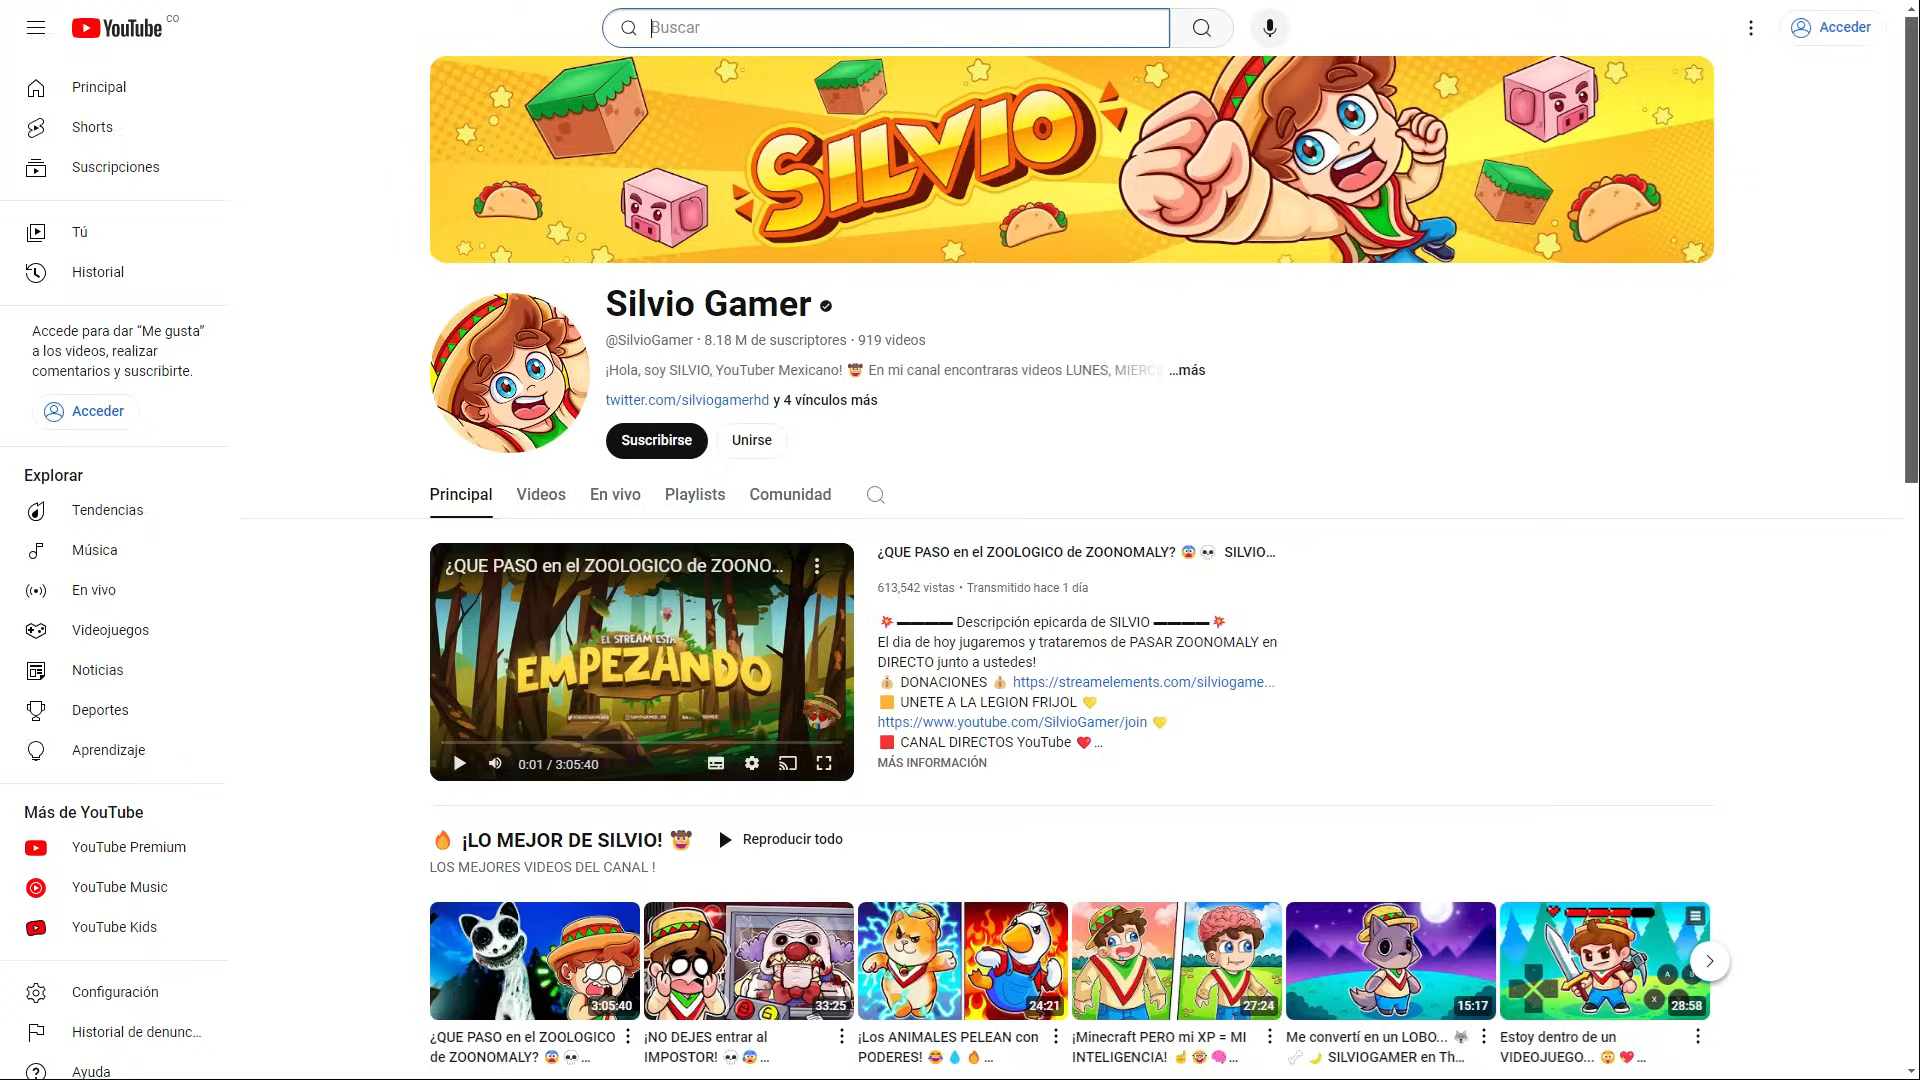 YouTube CO
Buscar
Acceder
Principal
Shorts
Suscripciones
Tú
Historial
Accede para dar “Me gusta”
a los videos, realizar
comentarios y suscribirte.
Acceder
Explorar
Tendencias
Música
En vivo
Videojuegos
Noticias
Deportes
Aprendizaje
Más de YouTube
YouTube Premium
YouTube Music
YouTube Kids
Configuración
Historial de denunc...
Ayuda
SILVIO
Silvio Gamer
@SilvioGamer • 8.18 M de suscriptores • 919 videos
¡Hola, soy SILVIO, YouTuber Mexicano! 🤠 En mi canal encontraras videos LUNES, MIERC ...más
twitter.com/silviogamerhd y 4 vínculos más
Suscribirse
Unirse
Principal
Videos
En vivo
Playlists
Comunidad
¿QUE PASO en el ZOOLOGICO de ZOONO...
EL STREAM ESTÁ
EMPEZANDO
0:01 / 3:05:40
¿QUE PASO en el ZOOLOGICO de ZOONOMALY? 😨 💀 SILVIO...
613,542 vistas • Transmitido hace 1 día
💥 ▬▬▬▬ Descripción epicarda de SILVIO ▬▬▬▬ 💥
El dia de hoy jugaremos y trataremos de PASAR ZOONOMALY en
DIRECTO junto a ustedes!
💰 DONACIONES 💰 https://streamelements.com/silviogame...
🟧 UNETE A LA LEGION FRIJOL 💛
https://www.youtube.com/SilvioGamer/join 💛
🟥 CANAL DIRECTOS YouTube ❤️ ...
MÁS INFORMACIÓN
🔥 ¡LO MEJOR DE SILVIO! 🤠
Reproducir todo
LOS MEJORES VIDEOS DEL CANAL !
3:05:40
¿QUE PASO en el ZOOLOGICO
de ZOONOMALY? 😨💀...
33:25
¡NO DEJES entrar al
IMPOSTOR! 💀😨...
24:21
¡Los ANIMALES PELEAN con
PODERES! 😂💧🔥...
27:24
¡Minecraft PERO mi XP = MI
INTELIGENCIA! ☝️🤓🧠...
15:17
Me convertí en un LOBO... 🐺
🦴 🌙 SILVIOGAMER en Th...
A
X
28:58
Estoy dentro de un
VIDEOJUEGO... 😲💖...